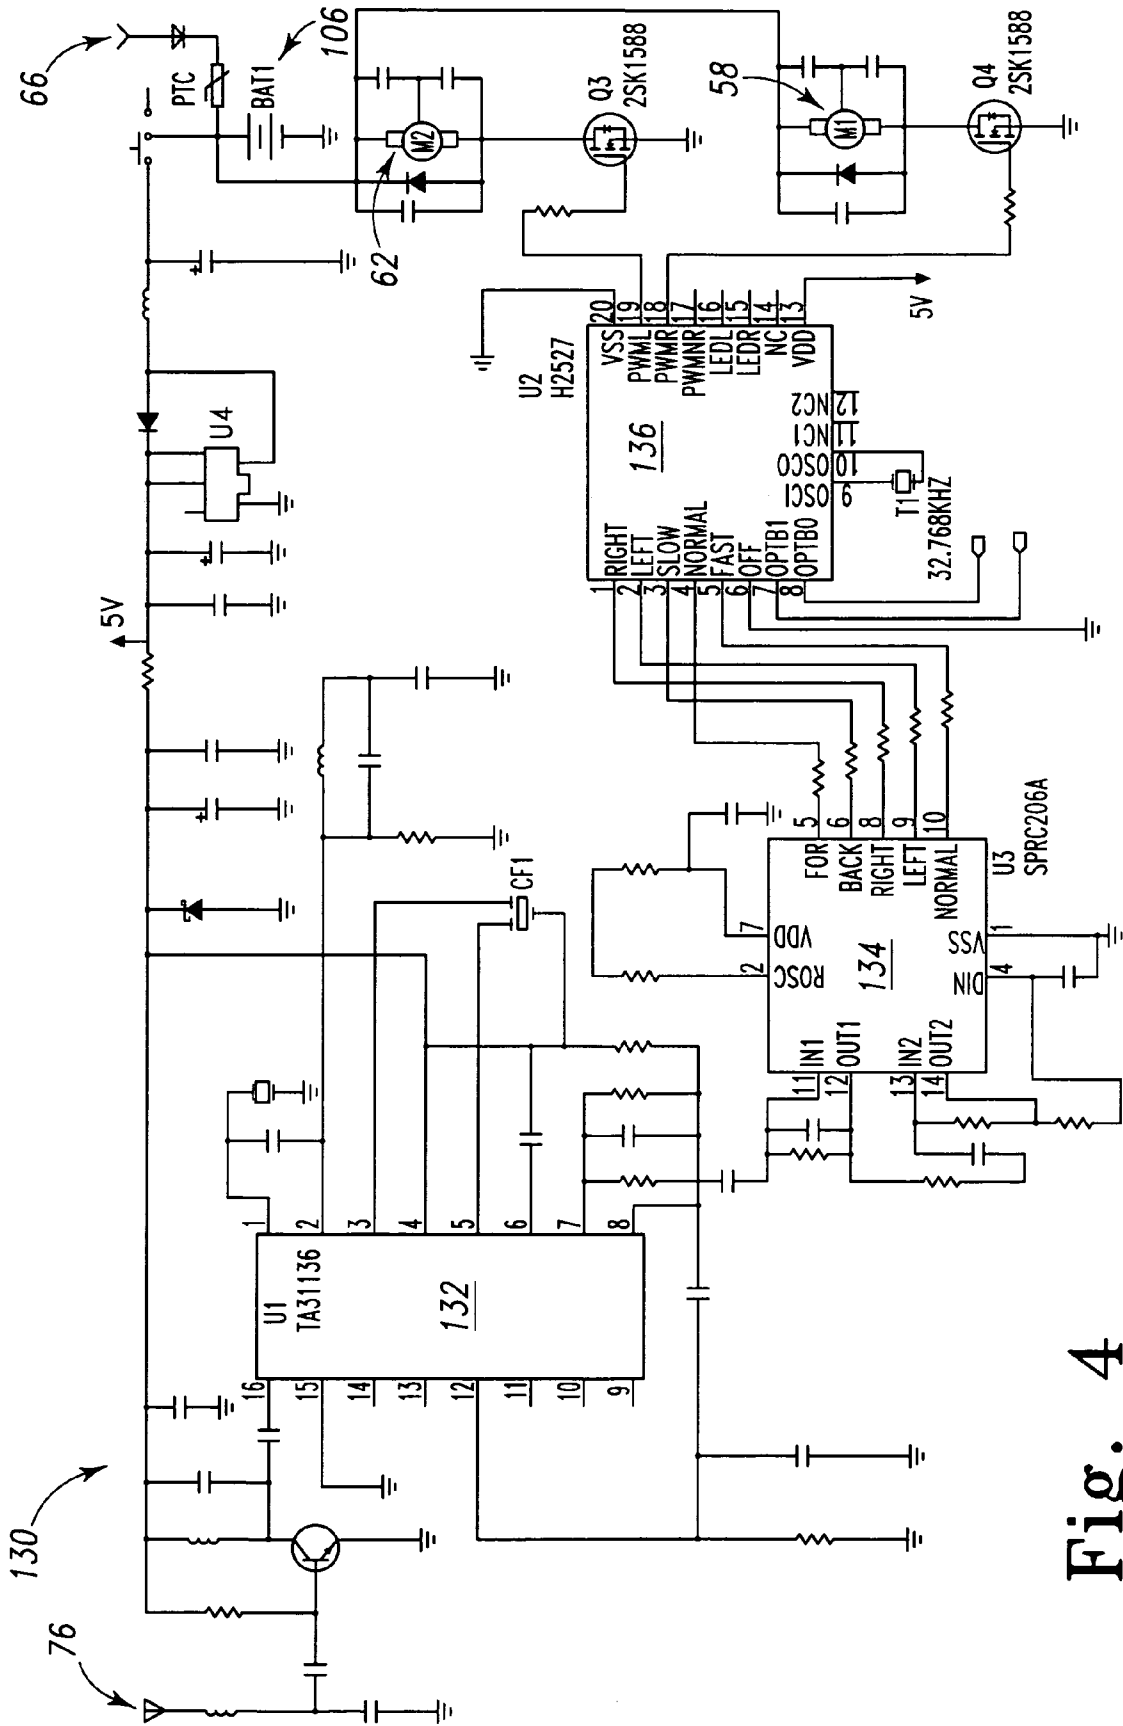 130
76
66
PTC
BAT1
106
U4
5V
62
M2
Q3
2SK1588
58
M1
Q4
2SK1588
U1
TA31136
132
16
15
14
13
12
11
10
9
1
2
3
4
5
6
7
8
CF1
134
U3
SPRC206A
IN1
OUT1
IN2
OUT2
11
12
13
14
ROSC
VDD
2
7
DIN
VSS
4
1
FOR
BACK
RIGHT
LEFT
NORMAL
5
6
8
9
10
U2
H2527
136
RIGHT
LEFT
SLOW
NORMAL
FAST
OFF
OPTB1
OPTB0
1
2
3
4
5
6
7
8
VSS
PWML
PWMR
PWMNR
LEDL
LEDR
NC
VDD
20
19
18
17
16
15
14
13
OSCI
OSCO
NC1
NC2
9
10
11
12
T1
32.768KHZ
5V
Fig. 4